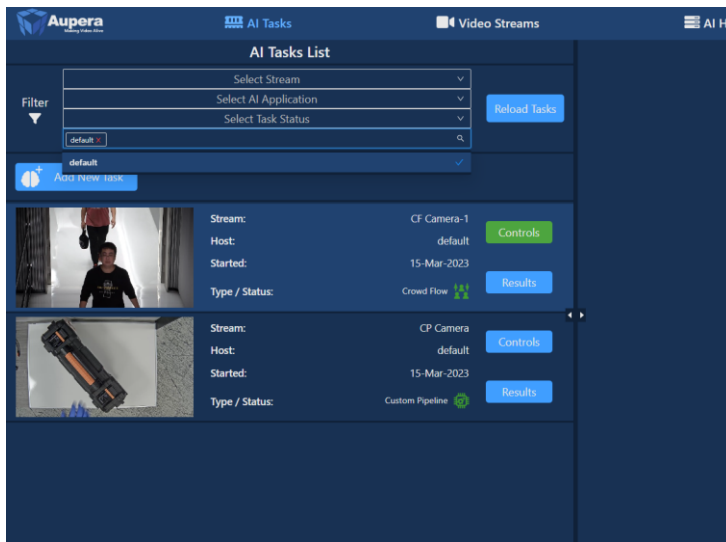 Aupera
AI Tasks
Video Streams
AI H
AI Tasks List
Filter
Select Stream
Select AI Application
Select Task Status
default ×
default
Reload Tasks
Add New Task
Stream: CF Camera-1
Host: default
Started: 15-Mar-2023
Type / Status: Crowd Flow
Controls
Results
Stream: CP Camera
Host: default
Started: 15-Mar-2023
Type / Status: Custom Pipeline
Controls
Results